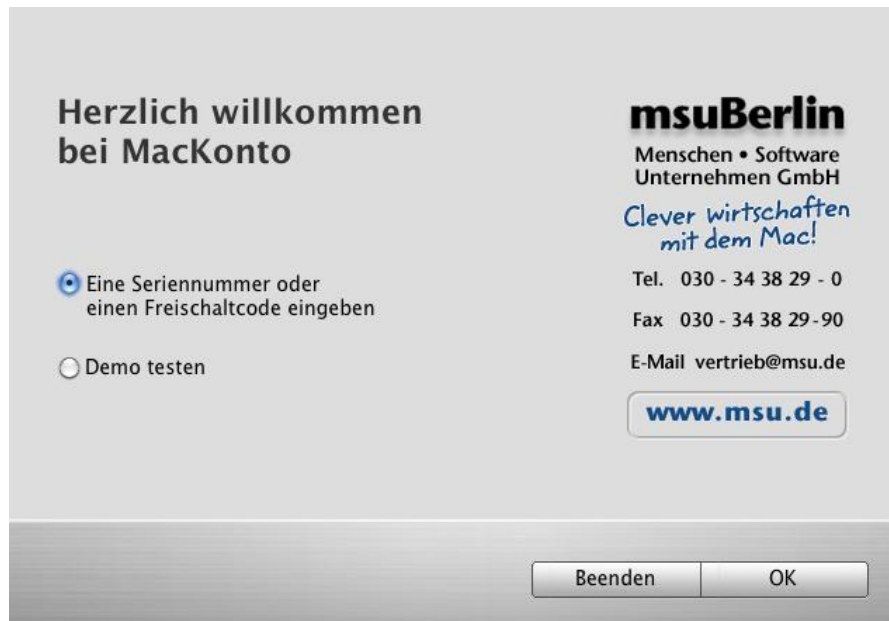 Herzlich willkommen
bei MacKonto
Eine Seriennummer oder
einen Freischaltcode eingeben
Demo testen
msuBerlin
Menschen • Software
Unternehmen GmbH
Clever wirtschaften
mit dem Mac!
Tel. 030 - 34 38 29 - 0
Fax 030 - 34 38 29 - 90
E-Mail vertrieb@msu.de
www.msu.de
Beenden
OK